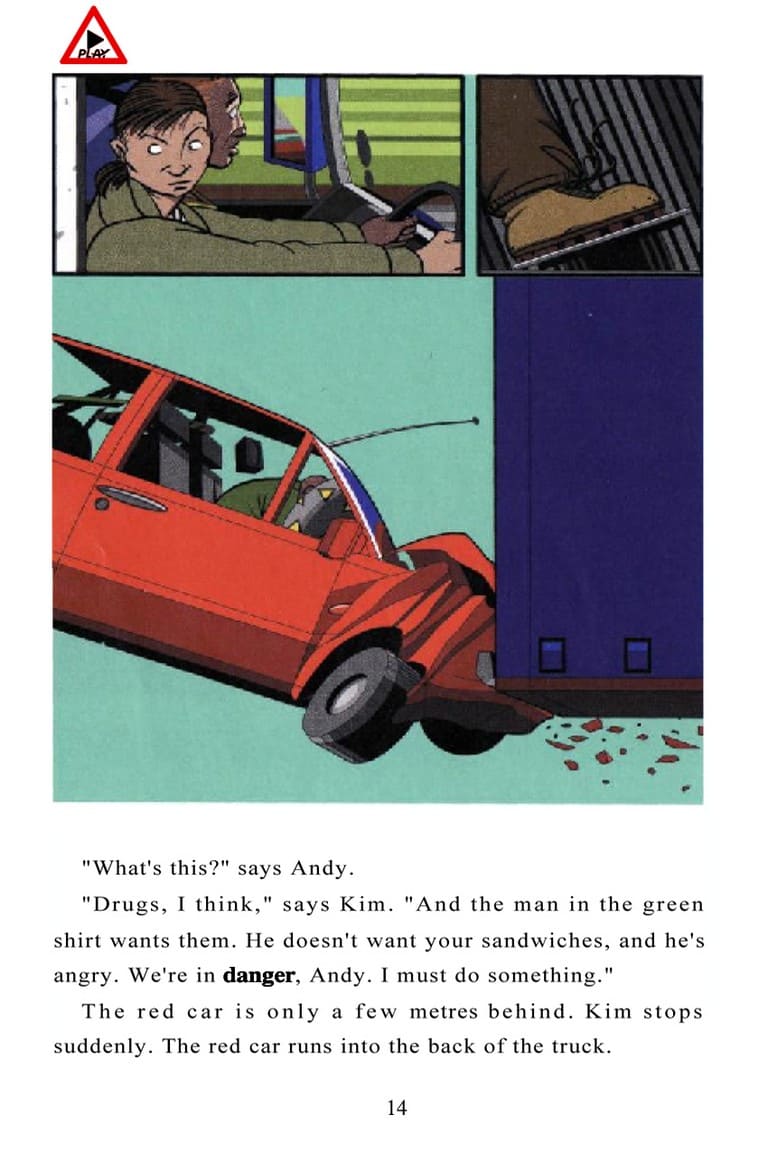 PLAY
"What's this?" says Andy.
"Drugs, I think," says Kim. "And the man in the green
shirt wants them. He doesn't want your sandwiches, and he's
angry. We're in danger, Andy. I must do something."
The red car is only a few metres behind. Kim stops
suddenly. The red car runs into the back of the truck.
14